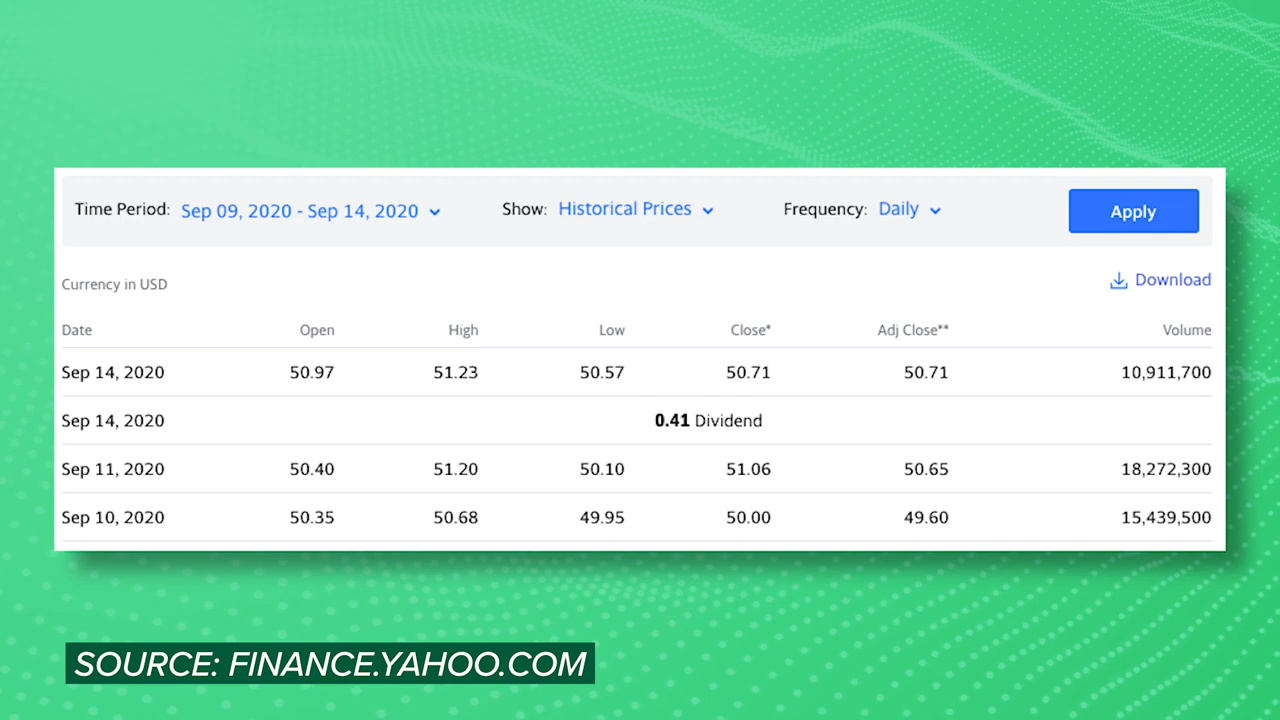 Time Period: Sep 09, 2020 - Sep 14, 2020 Show: Historical Prices Frequency: Daily Apply
Currency in USD Download
Date Open High Low Close* Adj Close** Volume
Sep 14, 2020 50.97 51.23 50.57 50.71 50.71 10,911,700
Sep 14, 2020 0.41 Dividend
Sep 11, 2020 50.40 51.20 50.10 51.06 50.65 18,272,300
Sep 10, 2020 50.35 50.68 49.95 50.00 49.60 15,439,500
SOURCE: FINANCE.YAHOO.COM